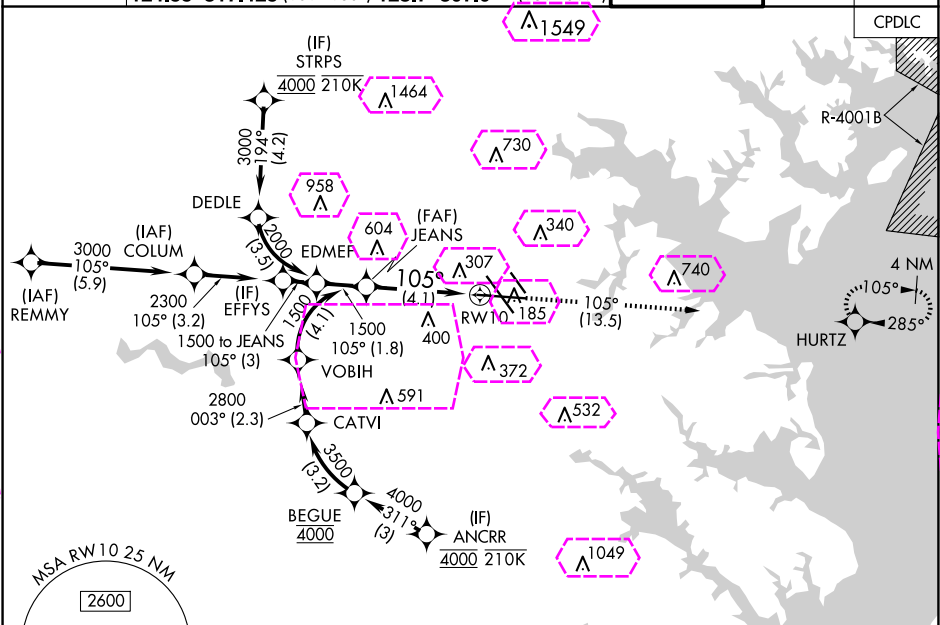 1549
CPDLC
(IF)
STRPS
4000 210K
1464
R-4001B
3000
194°
(4.2)
730
DEDLE
958
604
(FAF)
JEANS
340
2000
(3.5)
EDMEF
(IAF)
COLUM
3000
105°
(5.9)
(IAF)
REMMY
2300
105° (3.2)
(IF)
EFFYS
1500 to JEANS
105° (3)
1500
(4.1)
1500
105° (1.8)
105°
(4.1)
307
RW10
185
105°
(13.5)
740
4 NM
105°
285°
HURTZ
400
372
VOBIH
591
532
2800
003° (2.3)
CATVI
3500
(3.2)
BEGUE
4000
4000
311°
(3)
(IF)
ANCRR
4000 210K
1049
MSA RW10 25 NM
2600